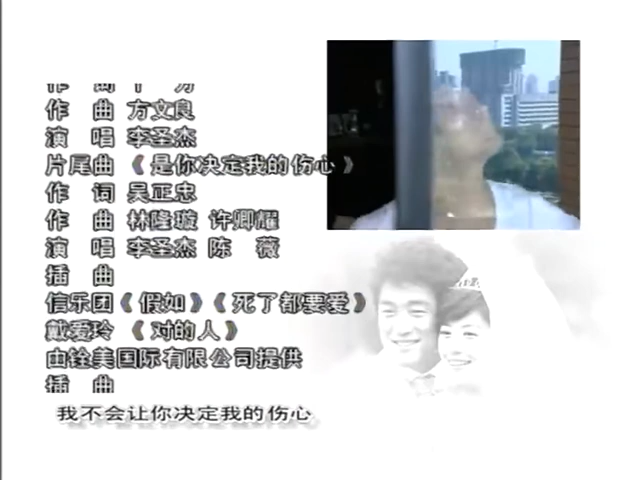 作 曲 方文良
演 唱 李圣杰
片尾曲 《是你决定我的伤心》
作 词 吴正忠
作 曲 林隆璇 许卿耀
演 唱 李圣杰 陈 薇
插 曲
信乐团《假如》《死了都要爱》
戴爱玲 《对的人》
由铨美国际有限公司提供
插 曲
我不会让你决定我的伤心